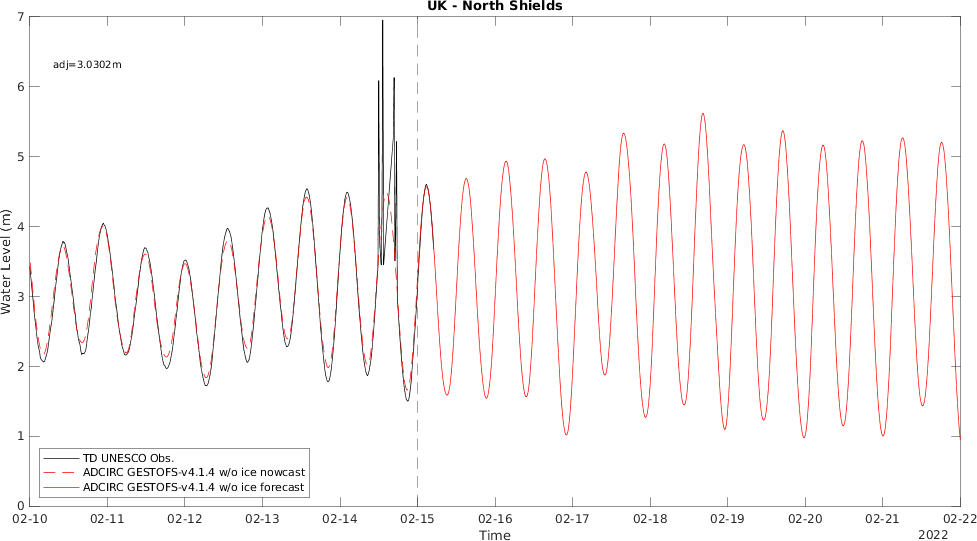 UK - North Shields
adj=3.0302m
Water Level (m)
7
6
5
4
3
2
1
0
TD UNESCO Obs.
ADCIRC GESTOFS-v4.1.4 w/o ice nowcast
ADCIRC GESTOFS-v4.1.4 w/o ice forecast
02-10 02-11 02-12 02-13 02-14 02-15 02-16 02-17 02-18 02-19 02-20 02-21 02-22
Time
2022